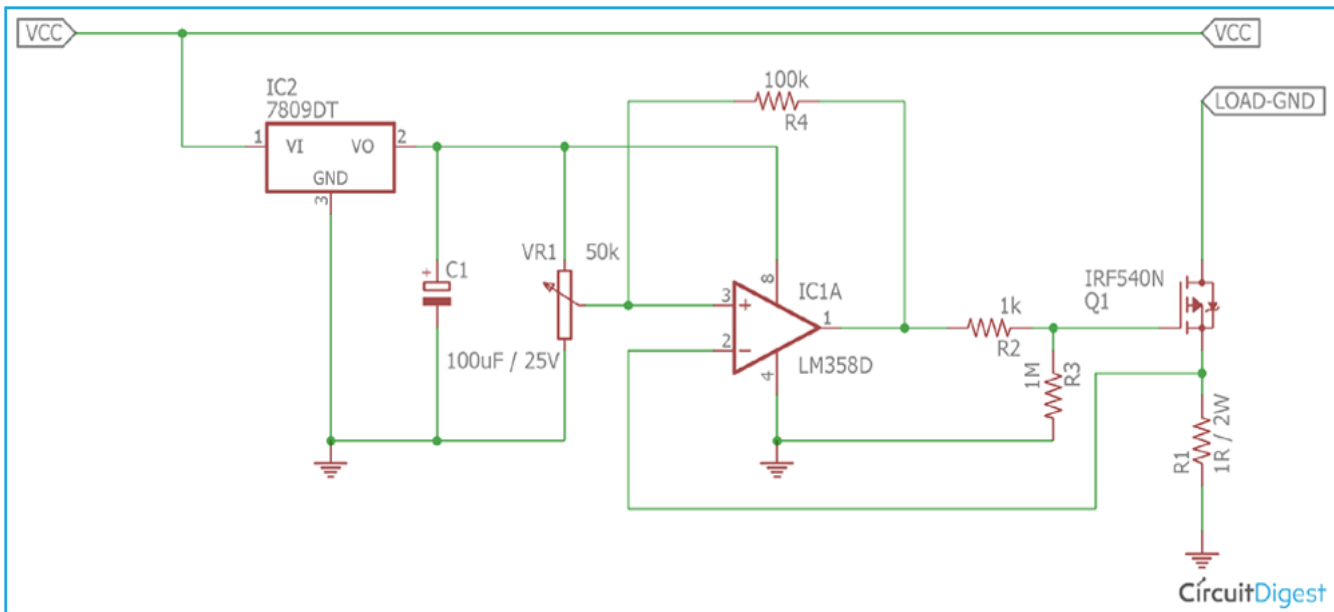 VCC
VCC
IC2
7809DT
1
VI
VO
2
GND
3
100k
R4
LOAD-GND
C1
+
100uF / 25V
VR1
50k
8
IC1A
3
+
2
−
1
4
LM358D
1k
R2
1M
R3
IRF540N
Q1
R1
1R / 2W
CircuitDigest